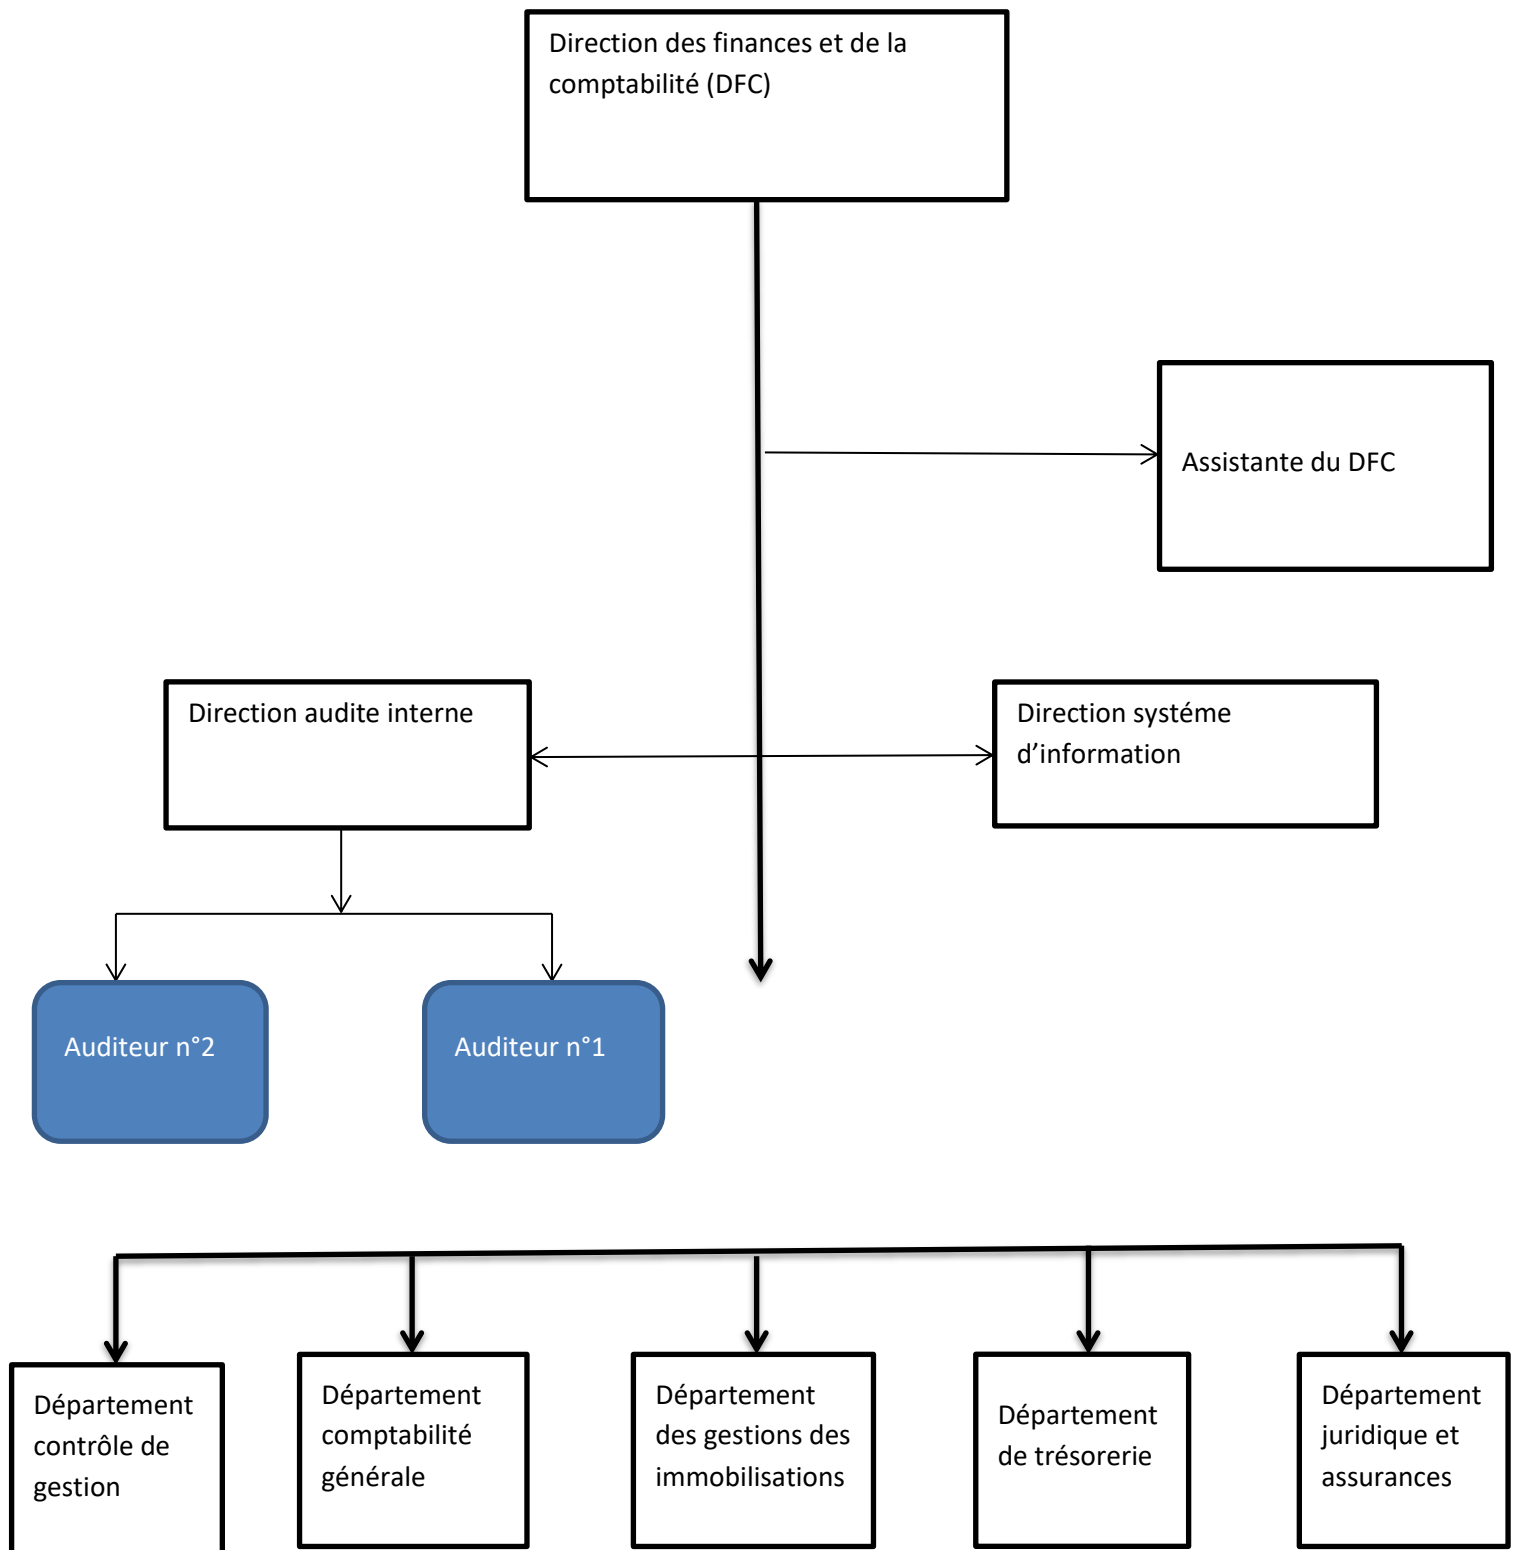 Direction des finances et de la
comptabilité (DFC)
Assistante du DFC
Direction audite interne
Direction systéme
d’information
Auditeur n°2
Auditeur n°1
Département
contrôle de
gestion
Département
comptabilité
générale
Département
des gestions des
immobilisations
Département
de trésorerie
Département
juridique et
assurances